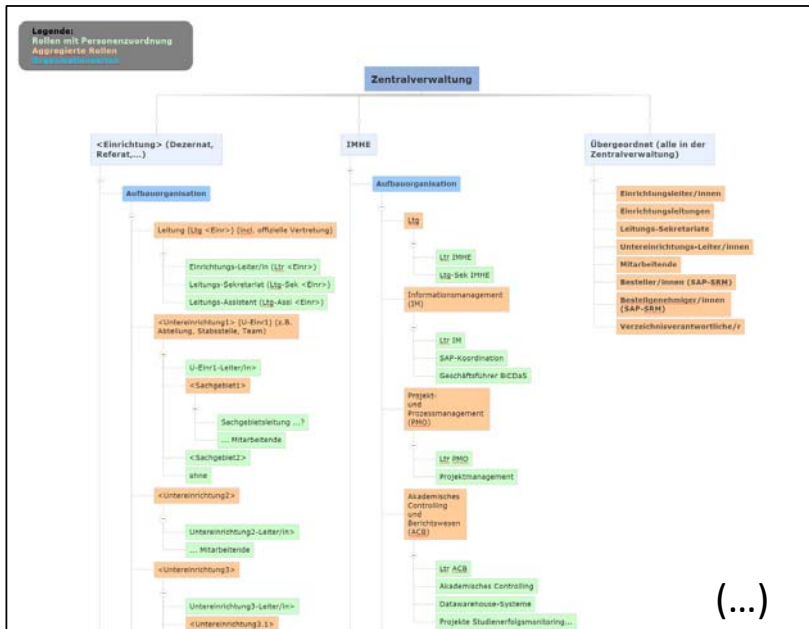 Legende:
Rollen mit Personenzuordnung
Aggregierte Rollen
Organisationsarten
Zentralverwaltung
<Einrichtung> (Dezernat,
Referat,...)
Aufbauorganisation
Leitung (Ltg <Einr>) (incl. offizielle Vertretung)
Einrichtungs-Leiter/in (Ltr <Einr>)
Leitungs-Sekretariat (Ltg-Sek <Einr>)
Leitungs-Assistent (Ltg-Assi <Einr>)
<Untereinrichtung1> (U-Einr1) (z.B.
Abteilung, Stabsstelle, Team)
U-Einr1-Leiter/in>
<Sachgebiet1>
Sachgebietsleitung ...?
... Mitarbeitende
<Sachgebiet2>
ohne
<Untereinrichtung2>
Untereinrichtung2-Leiter/in>
... Mitarbeitende
<Untereinrichtung3>
Untereinrichtung3-Leiter/in>
<Untereinrichtung3.1>
IMHE
Aufbauorganisation
Ltg
Ltr IMHE
Ltg-Sek IMHE
Informationsmanagement
(IM)
Ltr IM
SAP-Koordination
Geschäftsführer BiCDaS
Projekt-
und
Prozessmanagement
(PMO)
Ltr PMO
Projektmanagement
Akademisches
Controlling
und
Berichtswesen
(ACB)
Ltr ACB
Akademisches Controlling
Datawarehouse-Systeme
Projekte Studienerfolgsmonitoring...
Übergeordnet (alle in der
Zentralverwaltung)
Einrichtungsleiter/innen
Einrichtungsleitungen
Leitungs-Sekretariate
Untereinrichtungs-Leiter/innen
Mitarbeitende
Besteller/innen (SAP-SRM)
Bestellgenehmiger/innen
(SAP-SRM)
Verzeichnisverantwortliche/r
(...)